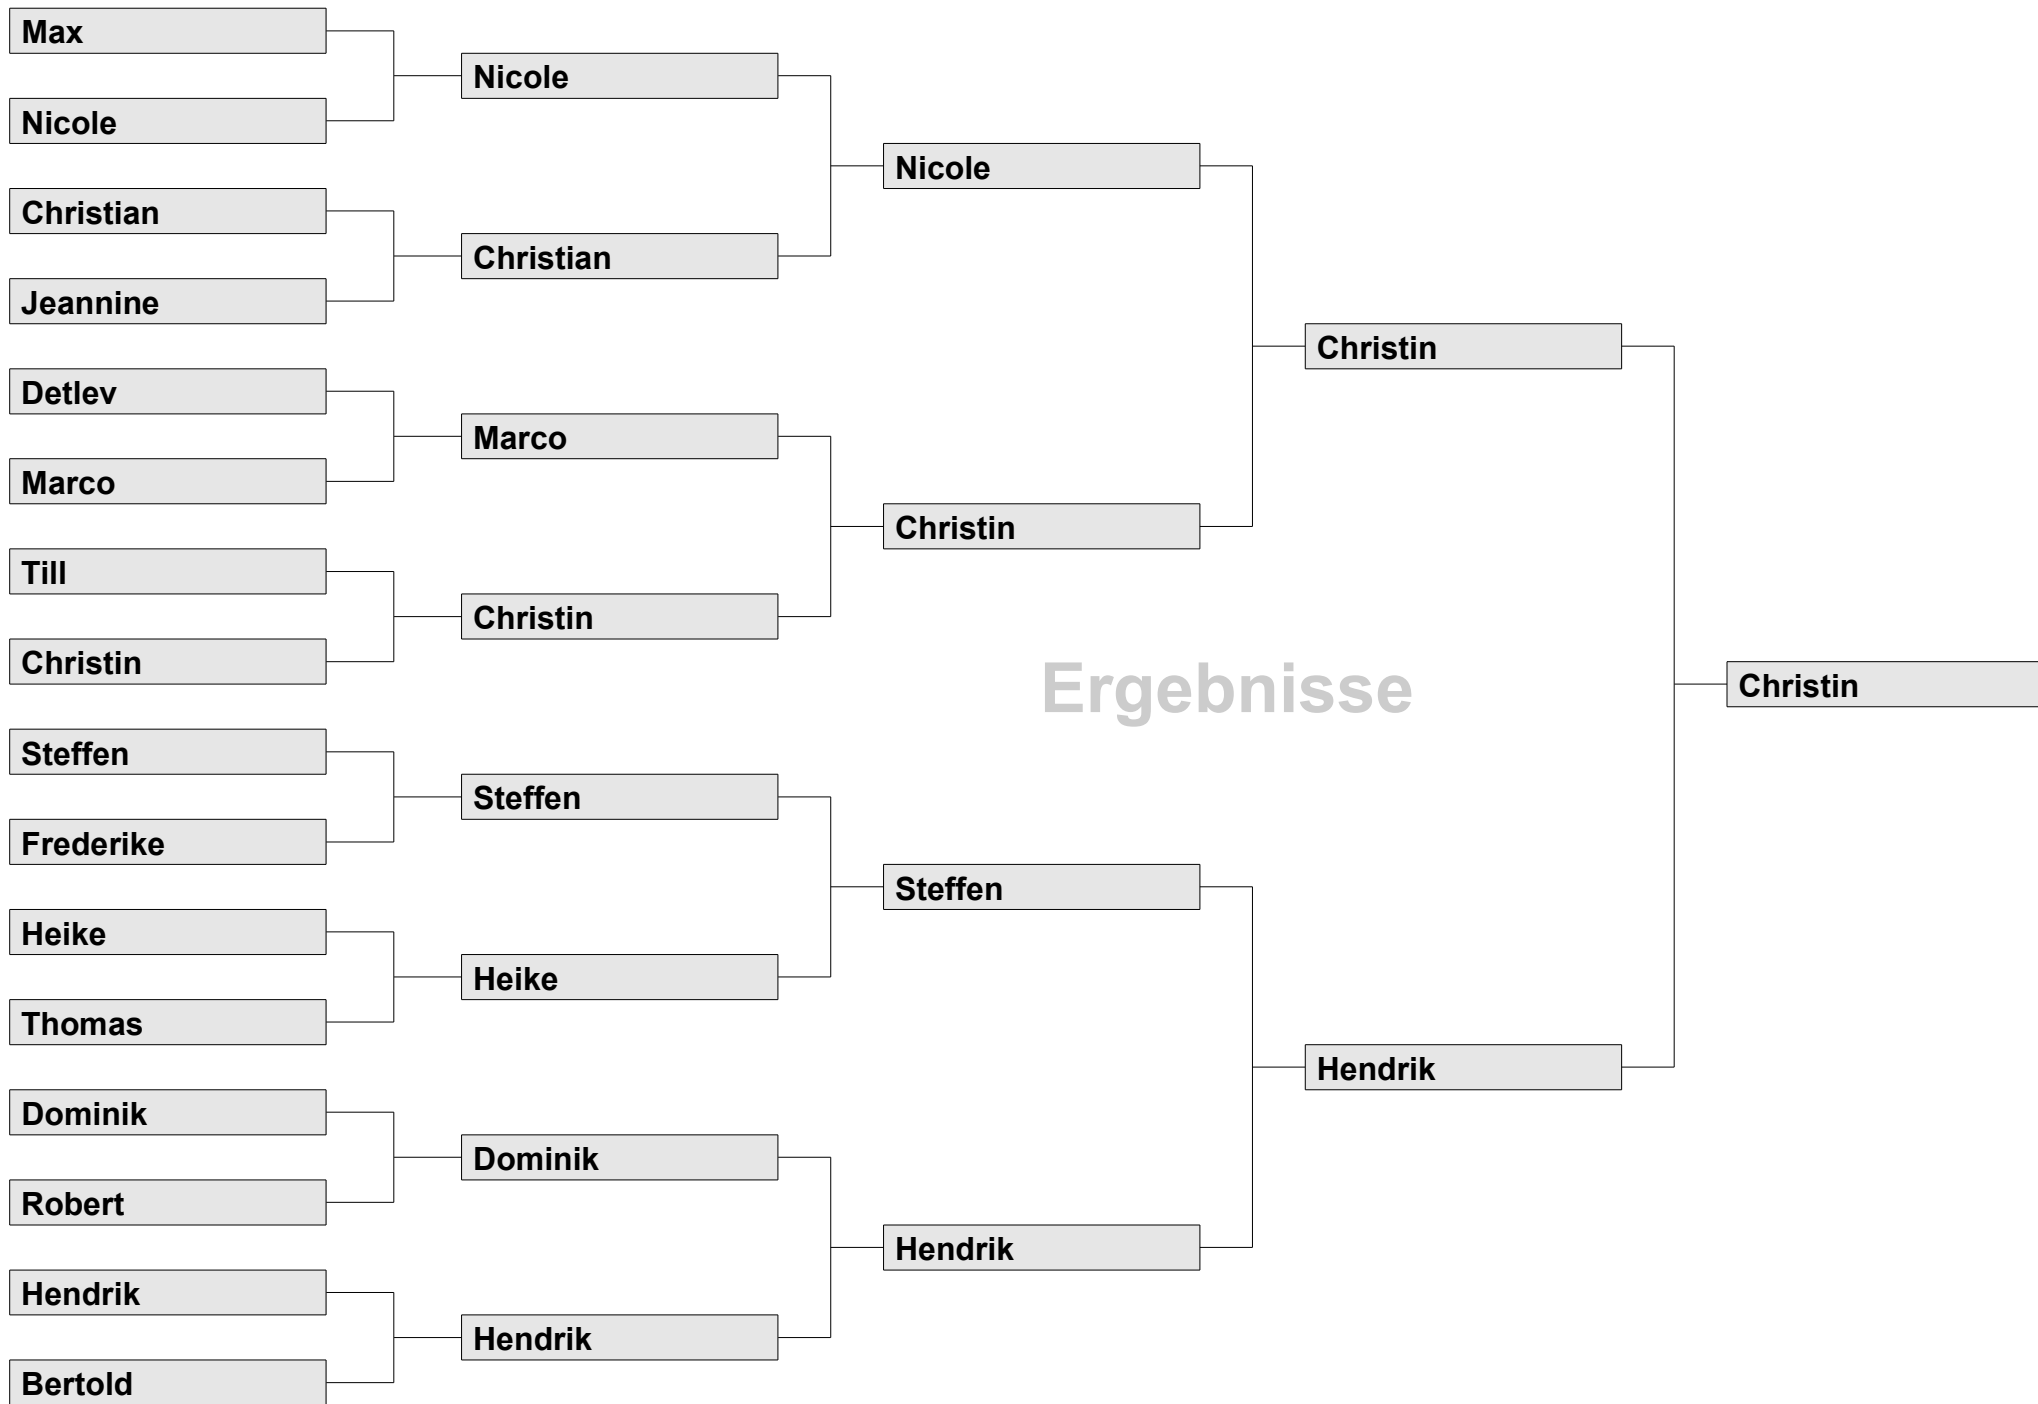 Max
Nicole
Christian
Jeannine
Detlev
Marco
Till
Christin
Steffen
Frederike
Heike
Thomas
Dominik
Robert
Hendrik
Bertold
Nicole
Christian
Marco
Christin
Steffen
Heike
Dominik
Hendrik
Nicole
Christin
Steffen
Hendrik
Ergebnisse
Christin
Hendrik
Christin